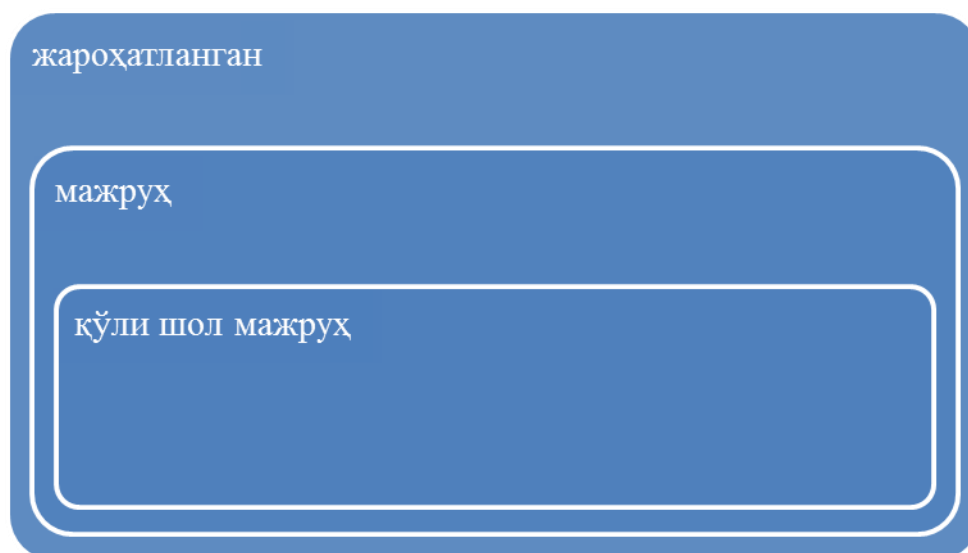 жароҳатланган
мажруҳ
қўли шол мажруҳ